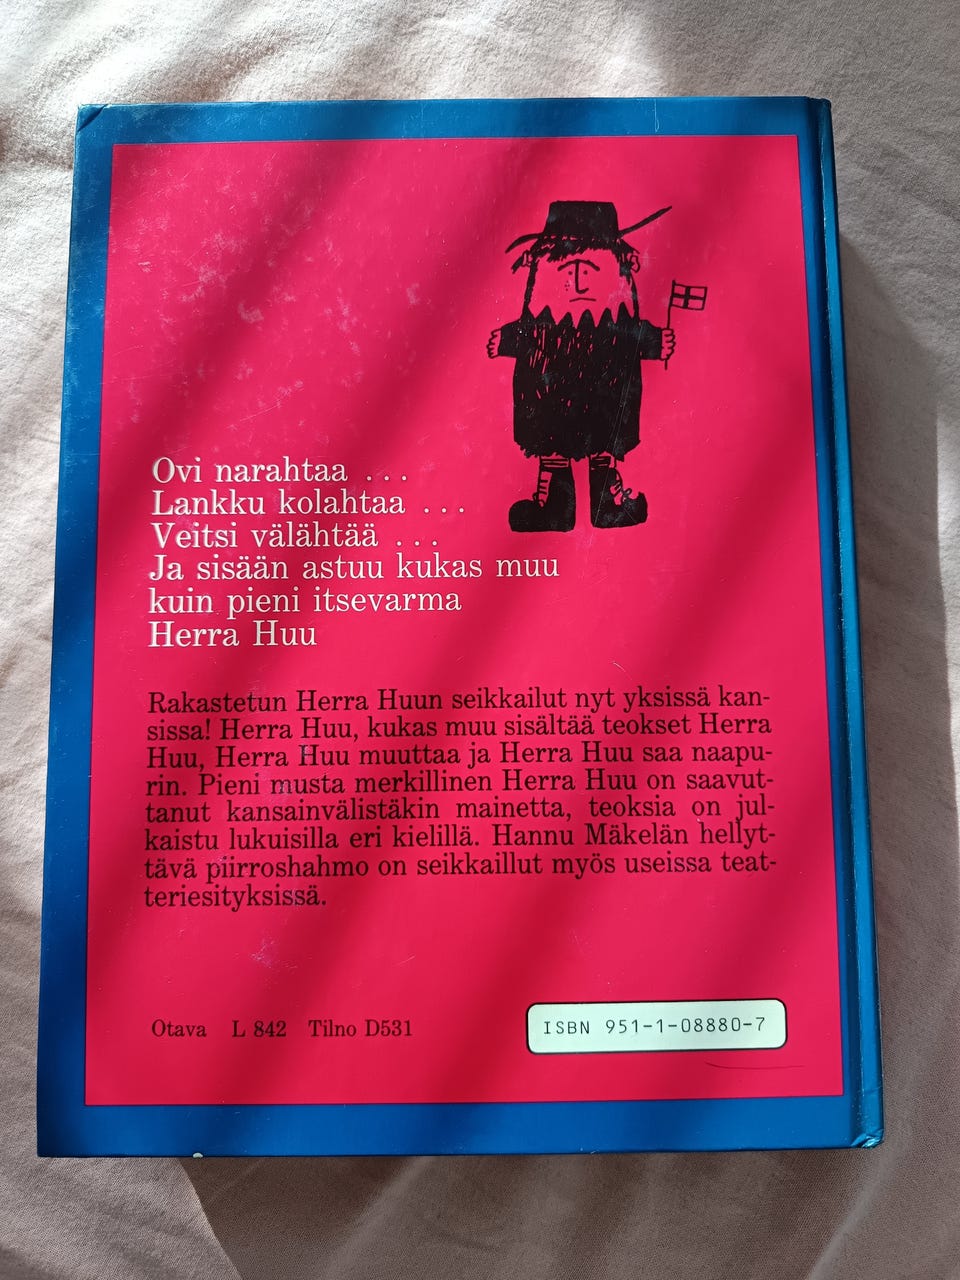 Ovi narahtaa . . .
Lankku kolahtaa . . .
Veitsi välähtää . . .
Ja sisään astuu kukas muu
kuin pieni itsevarma
Herra Huu
Rakastetun Herra Huun seikkailut nyt yksissä kan-
sissa! Herra Huu, kukas muu sisältää teokset Herra
Huu, Herra Huu muuttaa ja Herra Huu saa naapu-
rin. Pieni musta merkillinen Herra Huu on saavut-
tanut kansainvälistäkin mainetta, teoksia on jul-
kaistu lukuisilla eri kielillä. Hannu Mäkelän hellyt-
tävä piirroshahmo on seikkaillut myös useissa teat-
teriesityksissä.
Otava L 842 Tilno D531
ISBN 951-1-08880-7